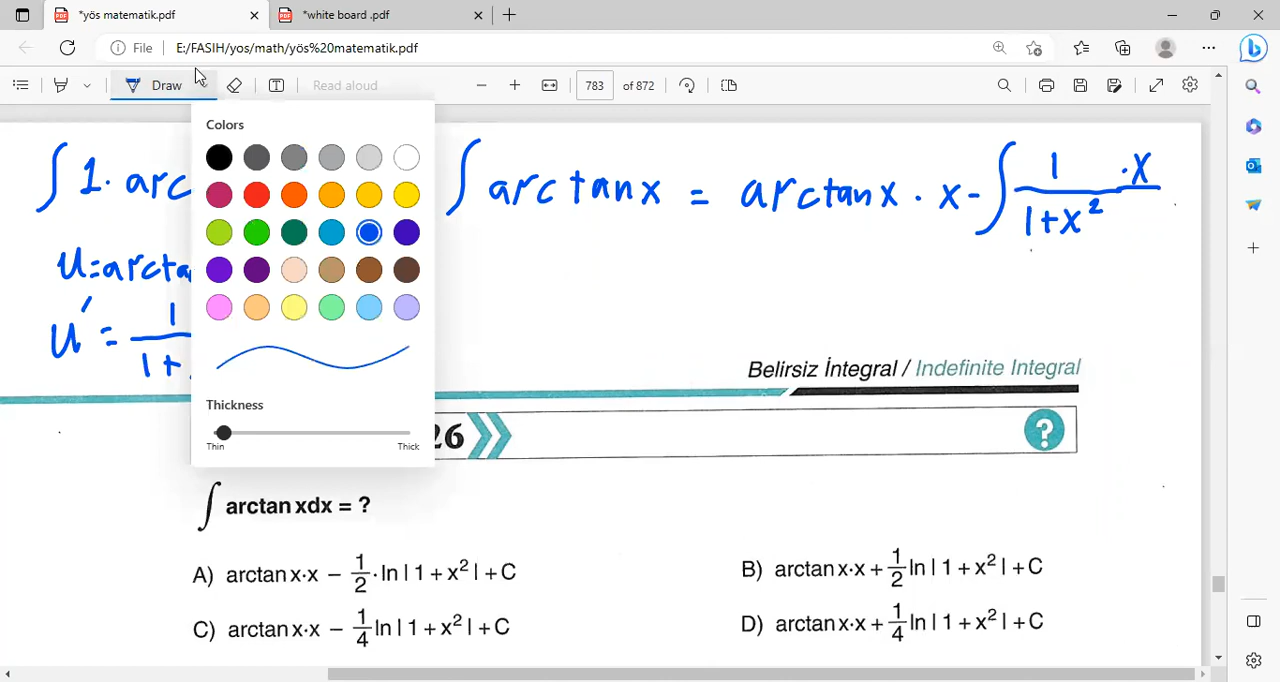 *yös matematik.pdf
*white board .pdf
File E:/FASIH/yos/math/yös%20matematik.pdf
Draw Read aloud 783 of 872
Colors
Thickness
Thin Thick
∫ 1. arc ∫ arctanx = arctanx . x - ∫ 1/(1+x²) . x
u=arcta
u' = 1/1+
Belirsiz İntegral / Indefinite Integral
26
?
∫ arctan xdx = ?
A) arctan x·x − 1/2 · ln | 1 + x² | + C
B) arctan x·x + 1/2 ln | 1 + x² | + C
C) arctan x·x − 1/4 ln | 1 + x² | + C
D) arctan x·x + 1/4 ln | 1 + x² | + C